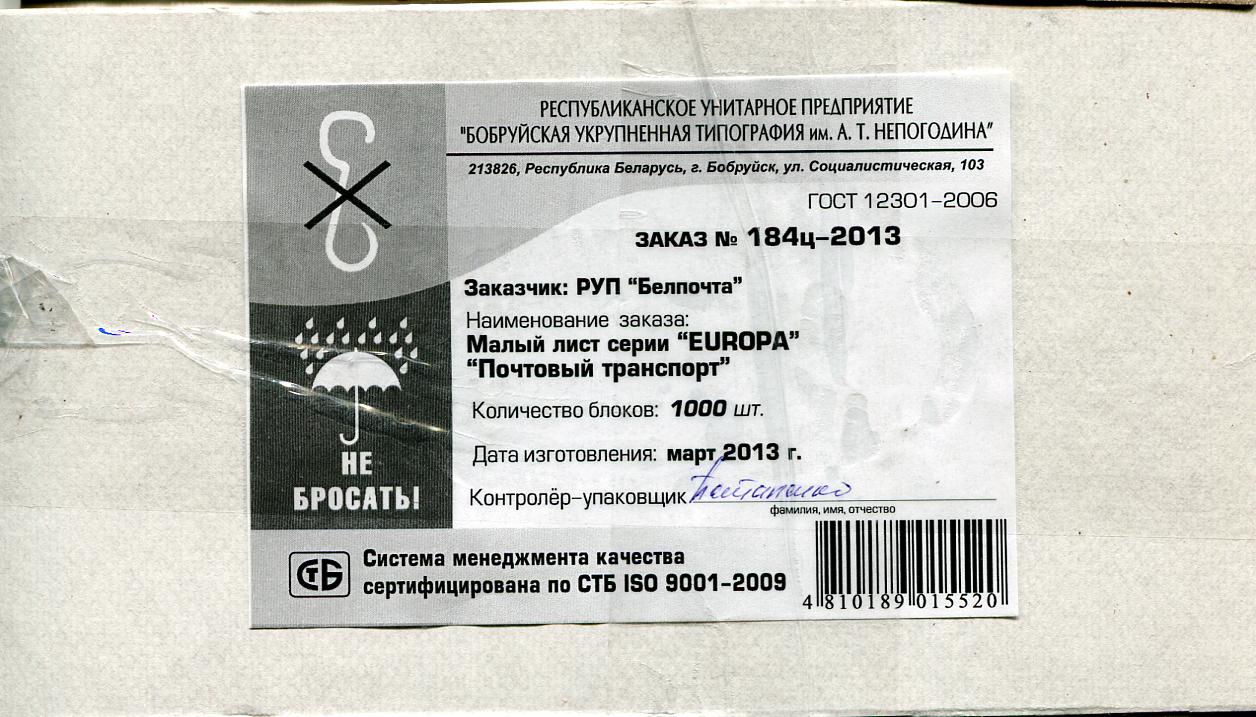 РЕСПУБЛИКАНСКОЕ УНИТАРНОЕ ПРЕДПРИЯТИЕ
"БОБРУЙСКАЯ УКРУПНЕННАЯ ТИПОГРАФИЯ им. А. Т. НЕПОГОДИНА"
213826, Республика Беларусь, г. Бобруйск, ул. Социалистическая, 103
ГОСТ 12301-2006
ЗАКАЗ № 184ц-2013
Заказчик: РУП "Белпочта"
Наименование заказа:
Малый лист серии "EUROPA"
"Почтовый транспорт"
Количество блоков: 1000 шт.
Дата изготовления: март 2013 г.
Контролёр-упаковщик
фамилия, имя, отчество
НЕ
БРОСАТЬ!
СТБ
Система менеджмента качества
сертифицирована по СТБ ISO 9001-2009
4 810189 015520